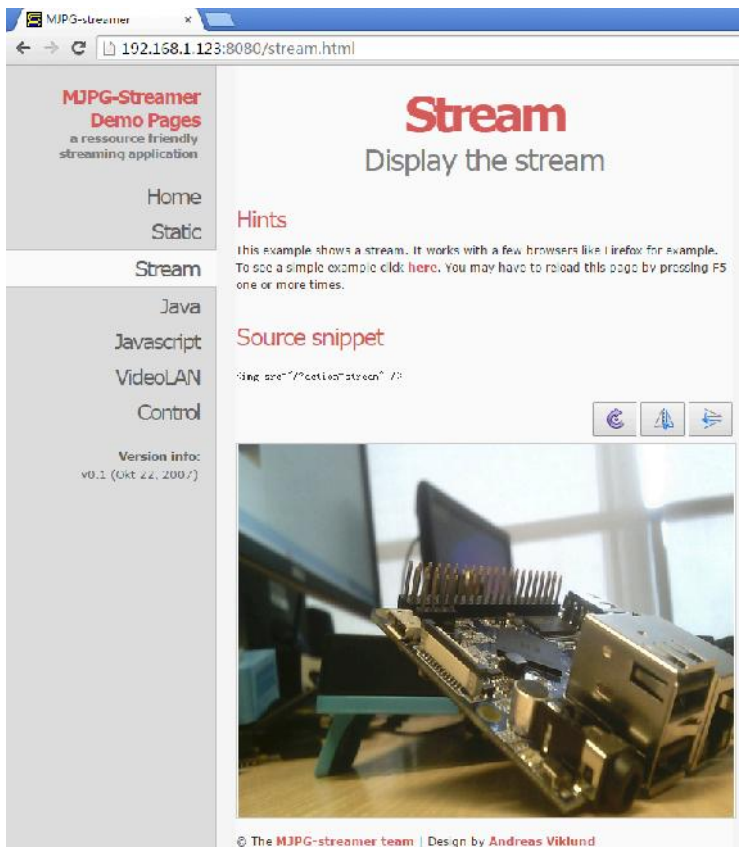 MJPG-streamer
192.168.1.123:8080/stream.html
MJPG-Streamer
Demo Pages
a ressource friendly
streaming application
Home
Static
Stream
Java
Javascript
VideoLAN
Control
Version info:
v0.1 (Okt 22, 2007)
Stream
Display the stream
Hints
This example shows a stream. It works with a few browsers like Firefox for example.
To see a simple example click here. You may have to reload this page by pressing F5
one or more times.
Source snippet
<img src="/?action=stream" />
© The MJPG-streamer team | Design by Andreas Viklund